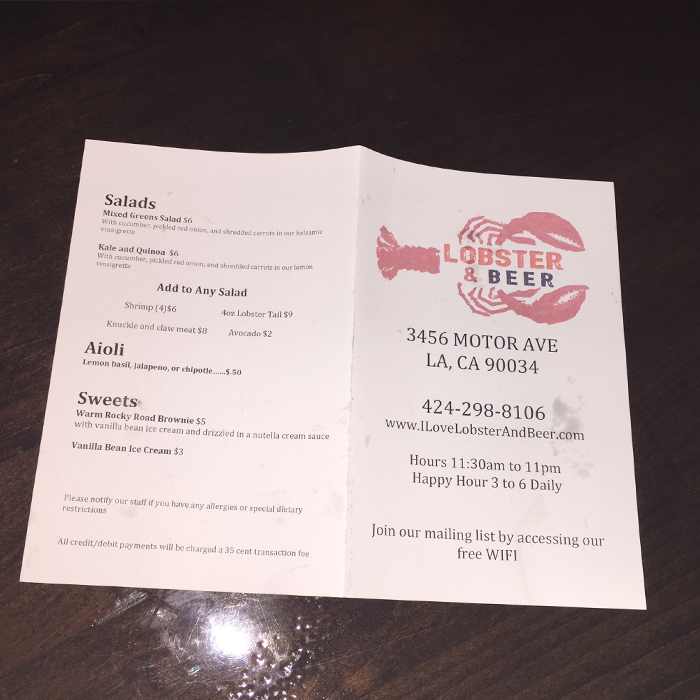 Salads
Mixed Greens Salad $6
With cucumber, pickled red onion, and shredded carrots in our balsamic
vinaigrette
Kale and Quinoa $6
With cucumber, pickled red onion, and shredded carrots in our lemon
vinaigrette
Add to Any Salad
Shrimp (4)$6 4oz Lobster Tail $9
Knuckle and claw meat $8 Avocado $2
Aioli
Lemon basil, jalapeno, or chipotle......$.50
Sweets
Warm Rocky Road Brownie $5
with vanilla bean ice cream and drizzled in a nutella cream sauce
Vanilla Bean Ice Cream $3
Please notify our staff if you have any allergies or special dietary
restrictions
All credit/debit payments will be charged a 35 cent transaction fee
LOBSTER
& BEER
3456 MOTOR AVE
LA, CA 90034
424-298-8106
www.ILoveLobsterAndBeer.com
Hours 11:30am to 11pm
Happy Hour 3 to 6 Daily
Join our mailing list by accessing our
free WIFI